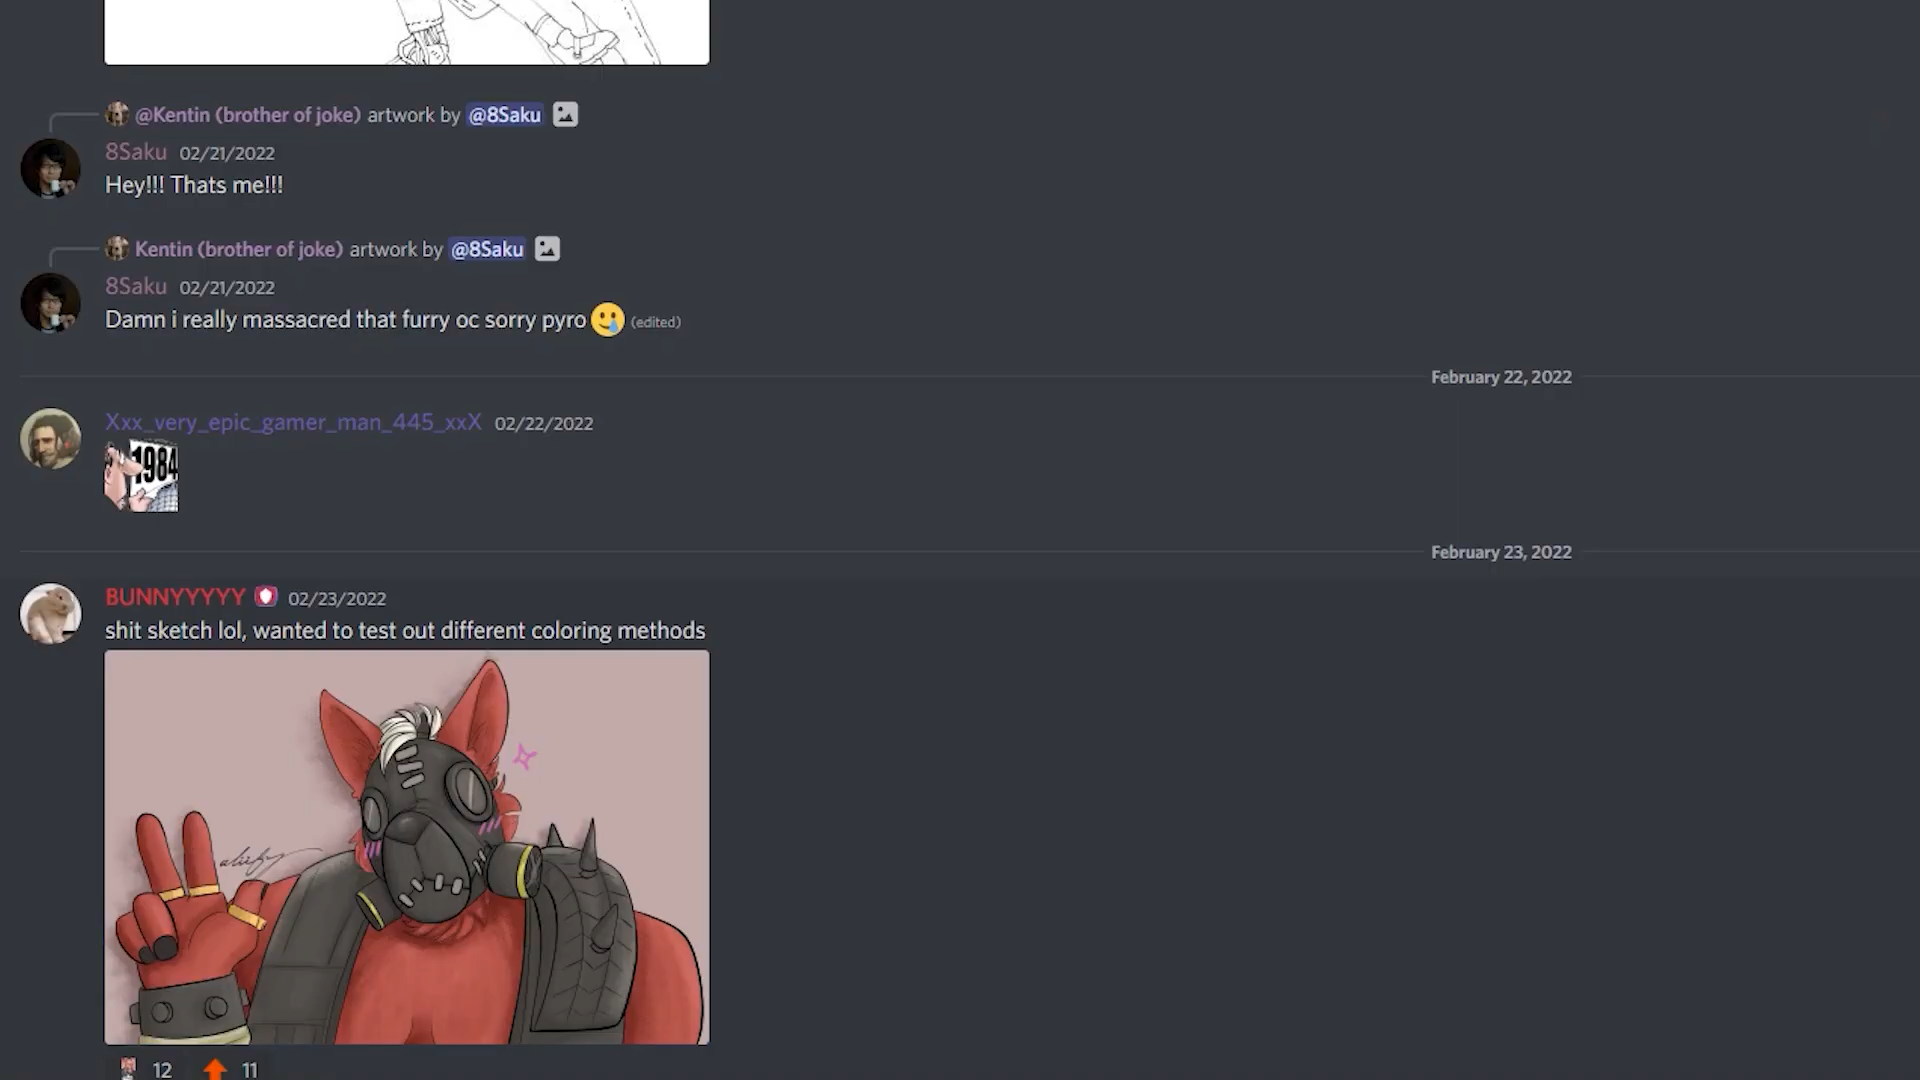 @Kentin (brother of joke) artwork by @8Saku
8Saku 02/21/2022
Hey!!! Thats me!!!
Kentin (brother of joke) artwork by @8Saku
8Saku 02/21/2022
Damn i really massacred that furry oc sorry pyro (edited)
February 22, 2022
Xxx_very_epic_gamer_man_445_xxX 02/22/2022
1984
February 23, 2022
BUNNYYYYY 02/23/2022
shit sketch lol, wanted to test out different coloring methods
12 11